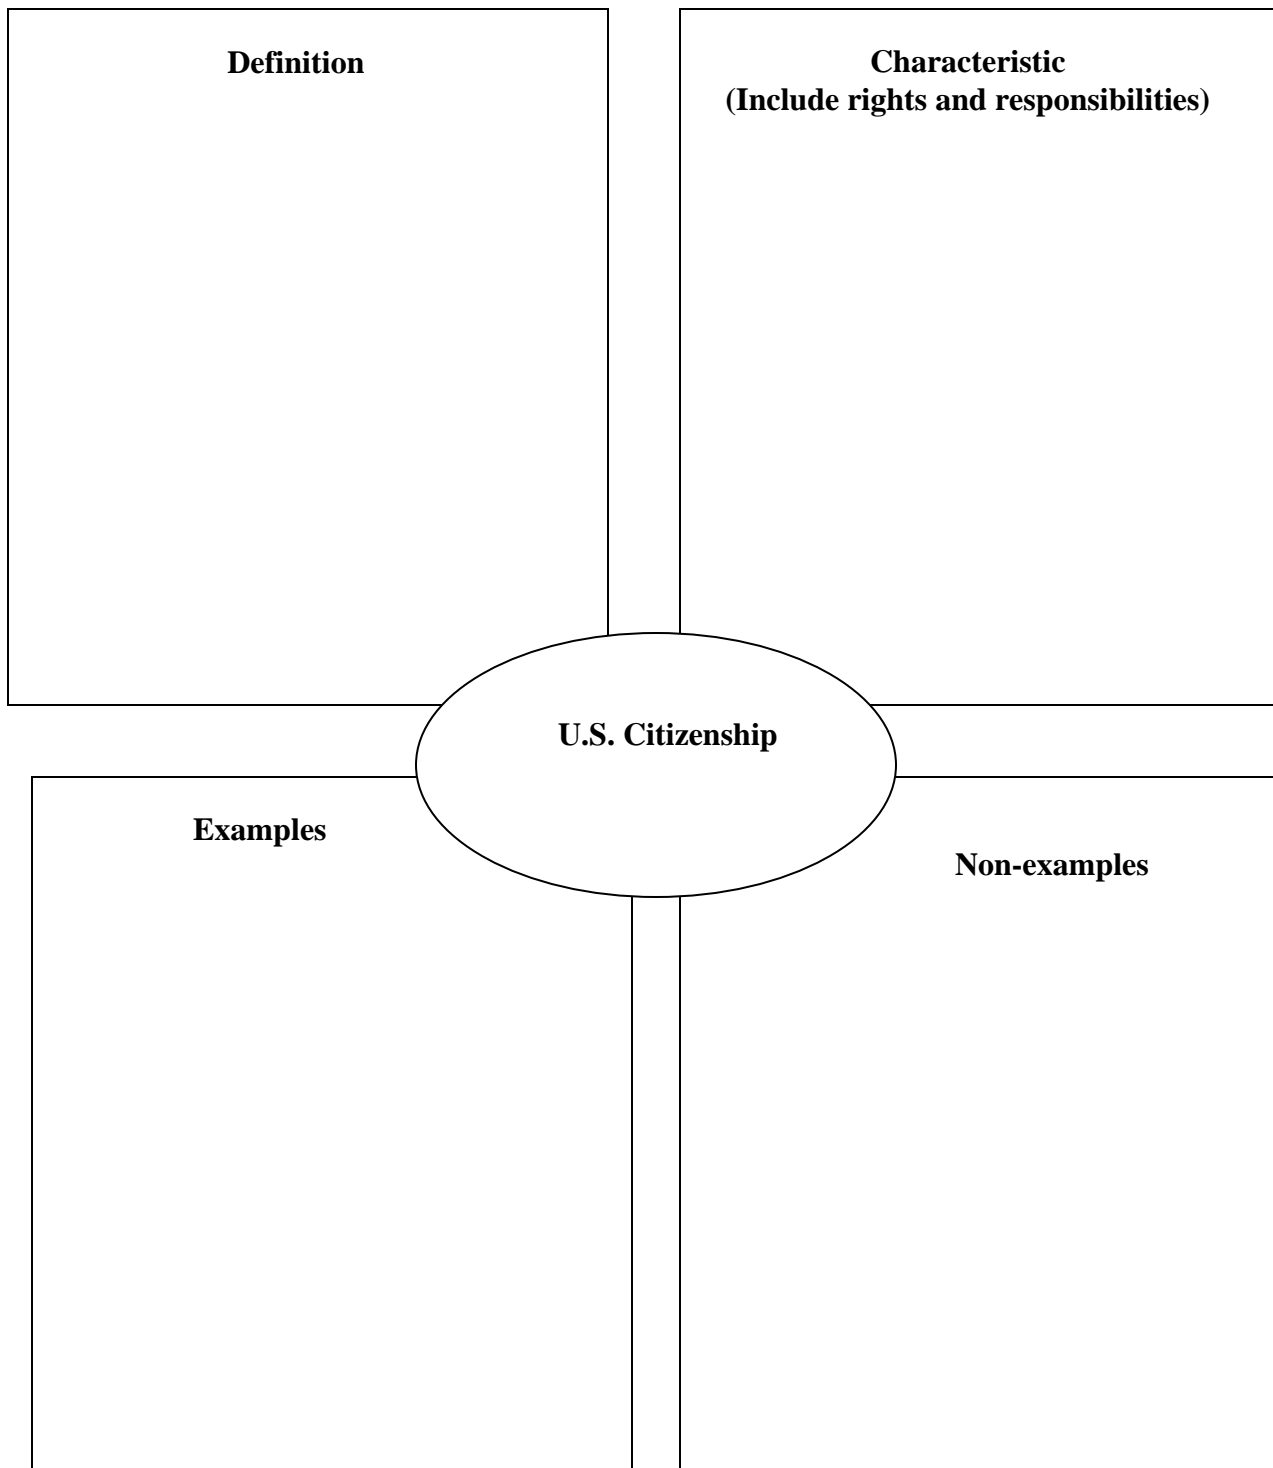 Definition
Characteristic
(Include rights and responsibilities)
U.S. Citizenship
Examples
Non-examples